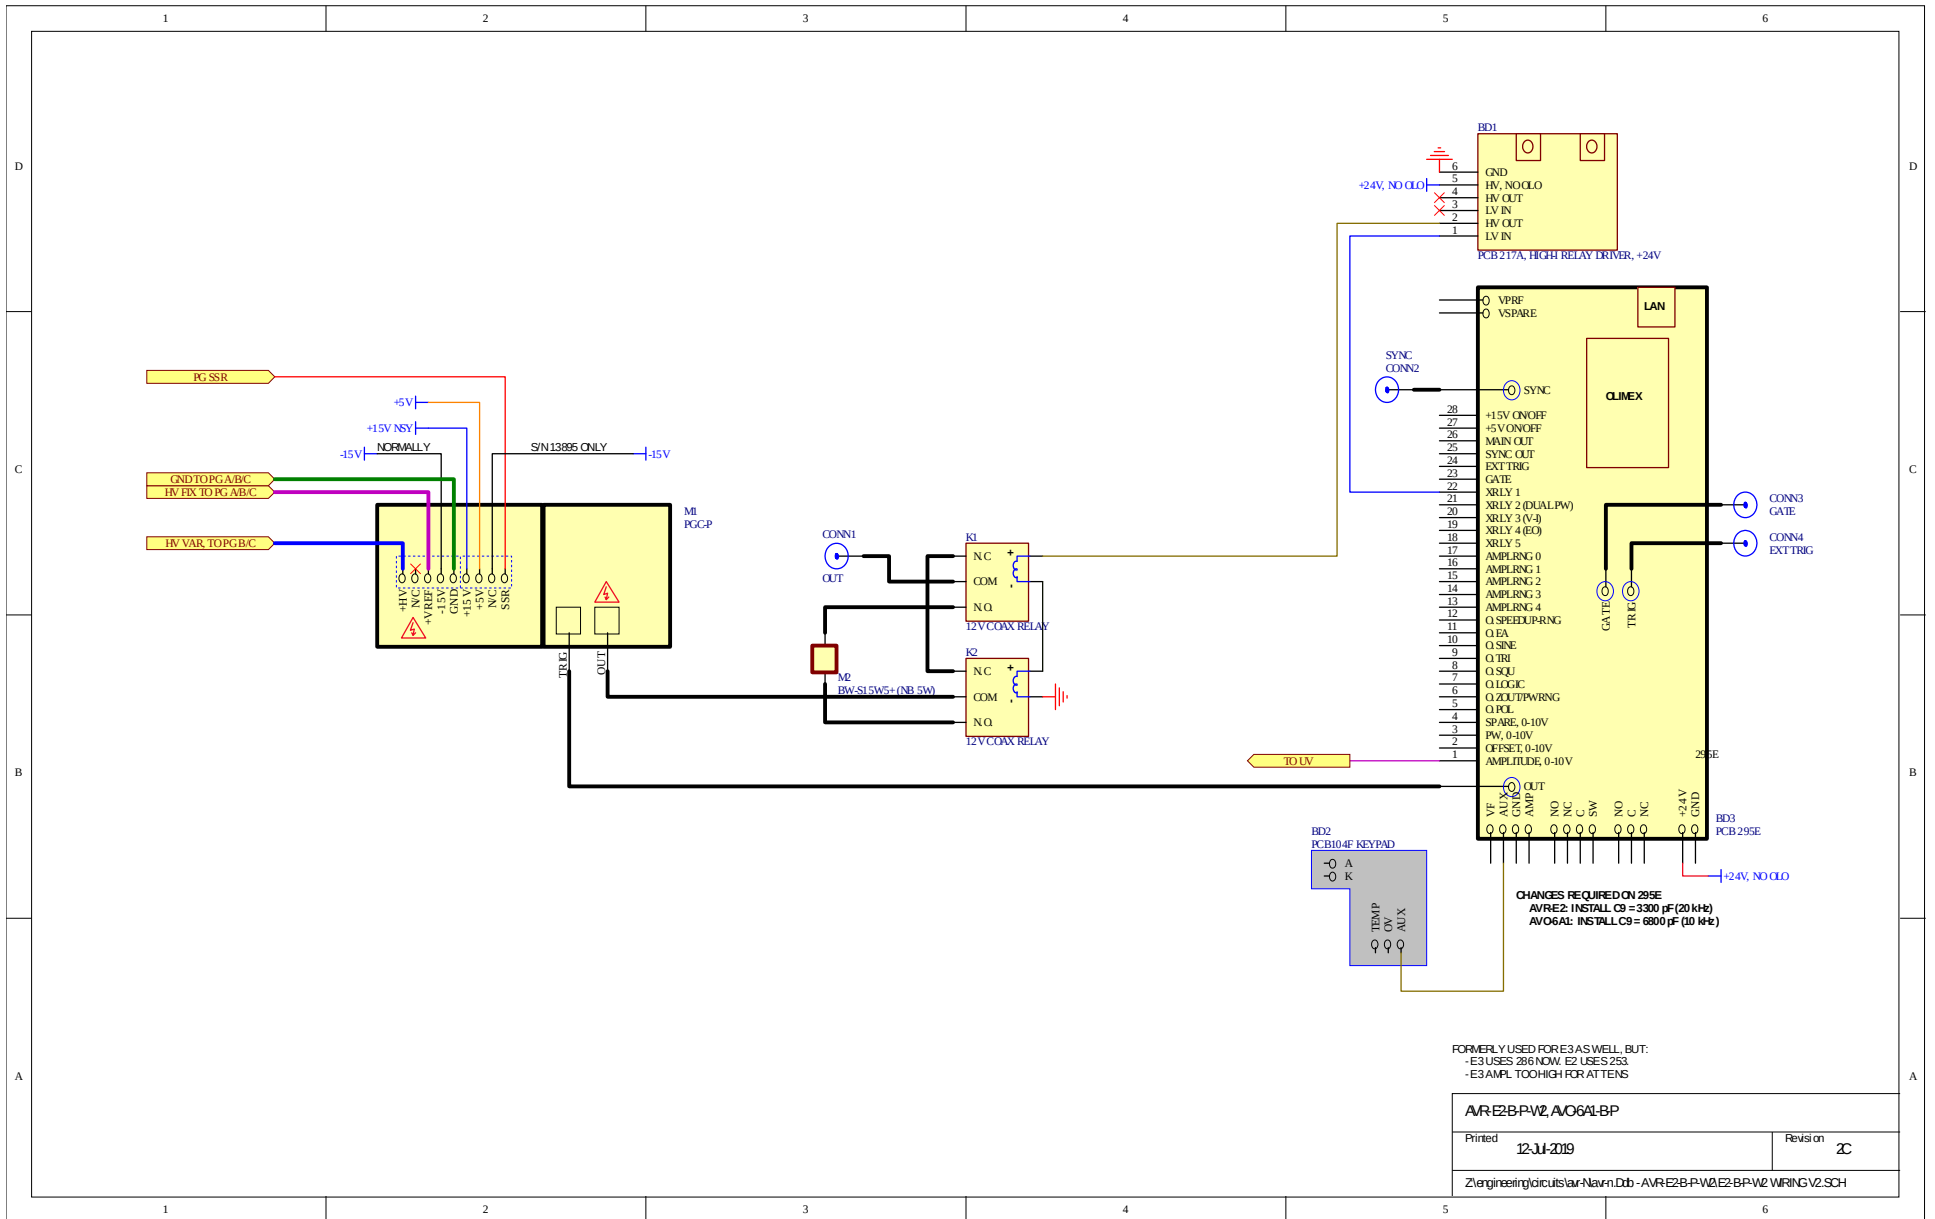 1 2 3 4 5 6
D
D
BD1
6 GND
+24V, NO OLO 5 HV, NO OLO
4 HV OUT
3 LV IN
2 HV OUT
1 LV IN
PCB 217A, HIGH-I RELAY DRIVER, +24V
VPRF
VSPARE
LAN
SYNC
CONN2
SYNC
OLIMEX
PG SSR
+5V
+15V NSY
-15V NORMALLY
S/N 13895 ONLY -15V
C
C
GND TO PG A/B/C
HV FIX TO PG A/B/C
HV VAR, TO PG B/C
M1
PGC-P
+HV
N/C
+VREF
-15V
GND
+15V
+5V
N/C
SSR
TRIG
OUT
CONN1
OUT
K1
N.C +
COM
-
N.O.
12V COAX RELAY
K2
N.C +
COM
-
N.O.
12V COAX RELAY
M2
BW-S15W5+ (NB 5W)
28 +15V ON/OFF
27 +5V ON/OFF
26 MAIN OUT
25 SYNC OUT
24 EXT TRIG
23 GATE
22 XRLY 1
21 XRLY 2 (DUAL PW)
20 XRLY 3 (V-I)
19 XRLY 4 (EO)
18 XRLY 5
17 AMPLRNG 0
16 AMPLRNG 1
15 AMPLRNG 2
14 AMPLRNG 3
13 AMPLRNG 4
12 O. SPEEDUP-RNG
11 O. EA
10 O. SINE
9 O. TRI
8 O. SQU
7 O. LOGIC
6 O. ZOUT/PWRNG
5 O. POL
4 SPARE, 0-10V
3 PW, 0-10V
2 OFFSET, 0-10V
1 AMPLITUDE, 0-10V
CONN3
GATE
CONN4
EXT TRIG
GATE
TRIG
295E
TO UV
B
B
OUT
VF
AUX
GND
AMP
NO
NC
C
SW
NO
C
NC
+24V
GND
BD3
PCB 295E
+24V, NO OLO
BD2
PCB104F KEYPAD
A
K
TEMP
OV
AUX
CHANGES REQUIRED ON 295E
AVR-E2: INSTALL C9 = 3300 pF (20 kHz)
AVO-6A1: INSTALL C9 = 6800 pF (10 kHz)
A
A
FORMERLY USED FOR E3 AS WELL, BUT:
- E3 USES 286 NOW. E2 USES 253.
- E3 AMPL TOO HIGH FOR ATTENS
AVR-E2-B-P-W2, AVO-6A1-B-P
Printed 12-Jul-2019
Revision 2C
Z:\engineering\circuits\avr-N\avr-n.Ddb - AVR-E2-B-P-W2\E2-B-P-W2 WIRING V2.SCH
1 2 3 4 5 6